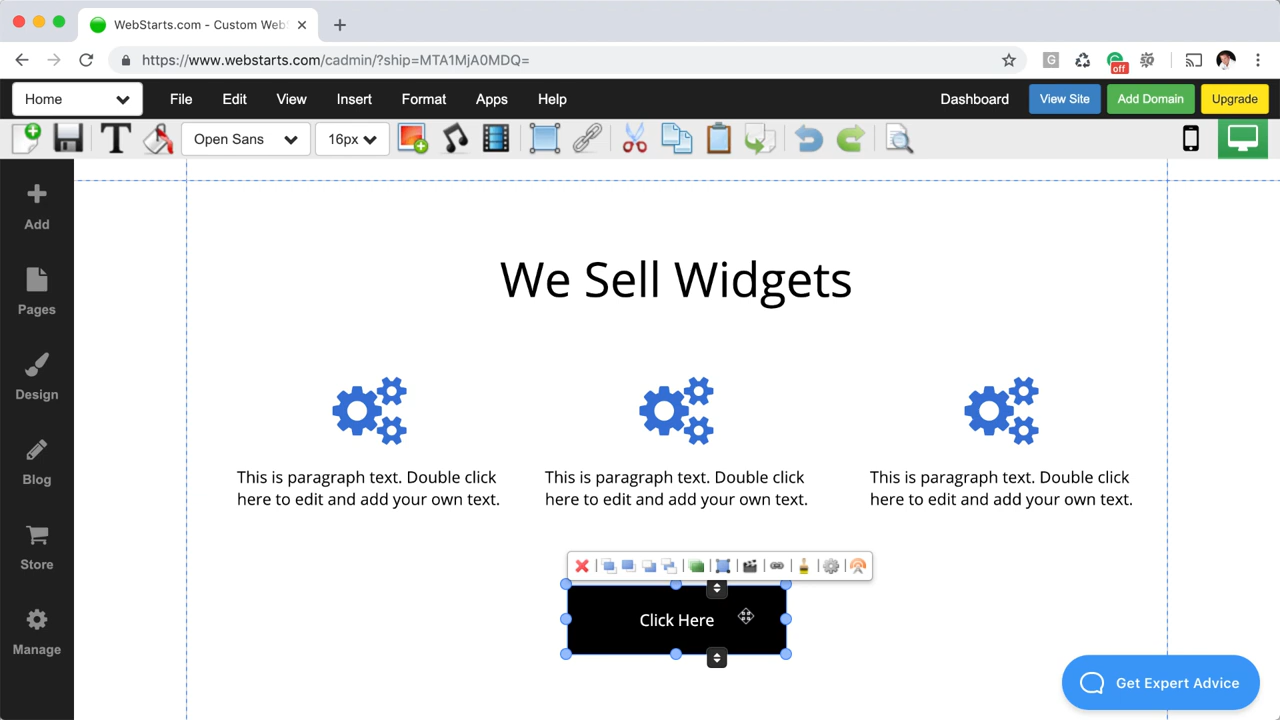 WebStarts.com - Custom Web
https://www.webstarts.com/cadmin/?ship=MTA1MjA0MDQ=
G
off
Home File Edit View Insert Format Apps Help Dashboard View Site Add Domain Upgrade
T Open Sans 16px
Add
Pages
Design
Blog
Store
Manage
We Sell Widgets
This is paragraph text. Double click
here to edit and add your own text.
This is paragraph text. Double click
here to edit and add your own text.
This is paragraph text. Double click
here to edit and add your own text.
Click Here
Get Expert Advice